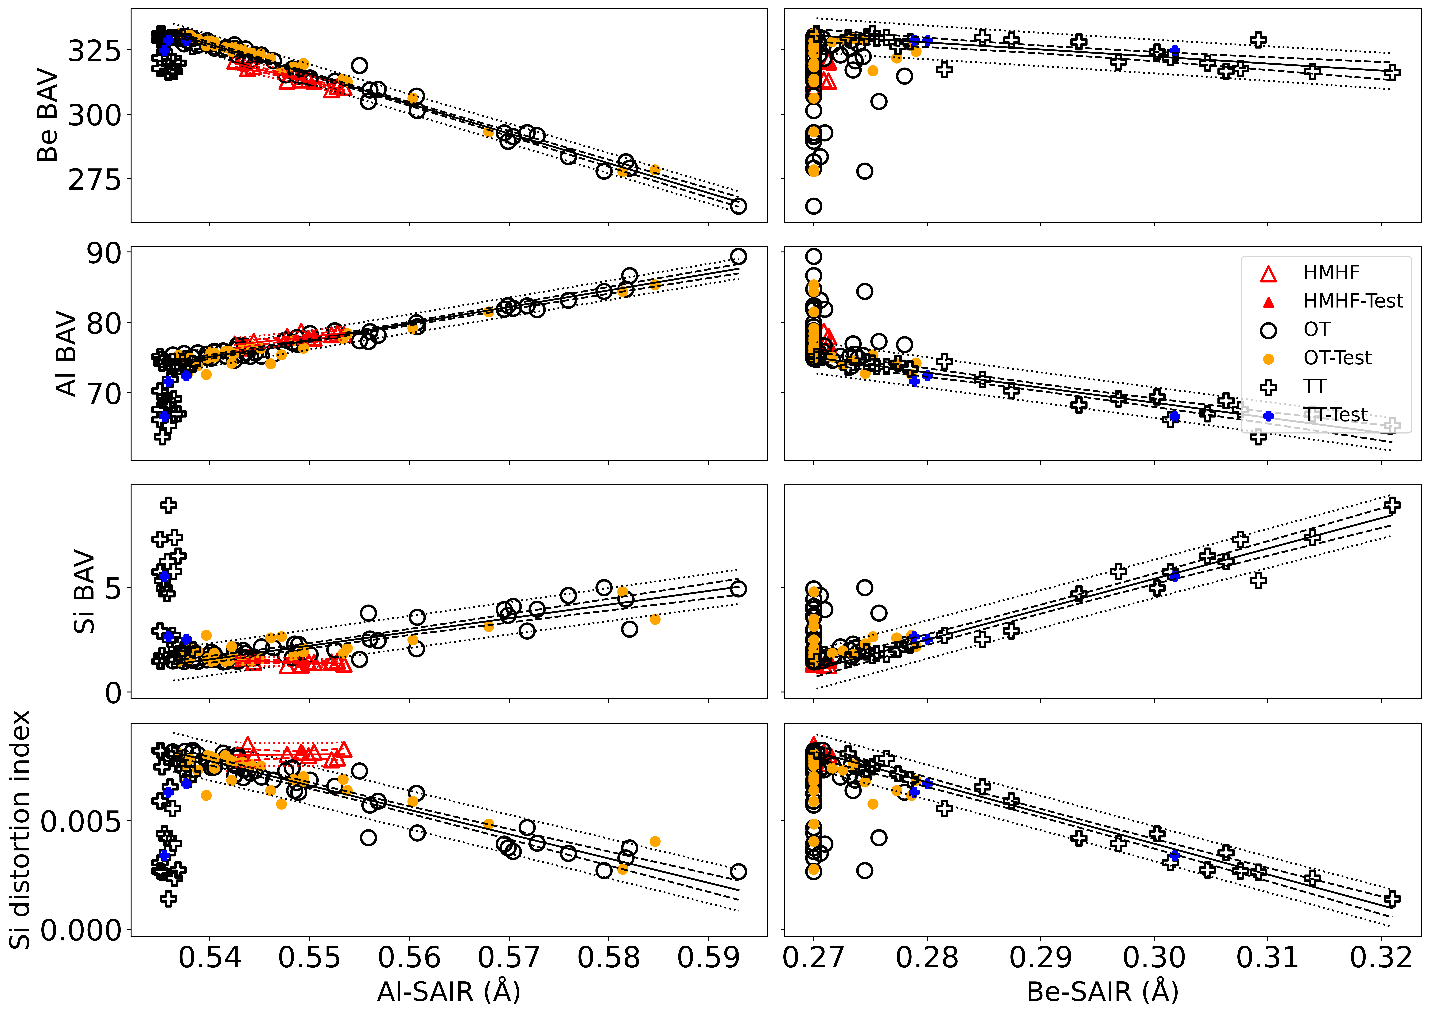 Be BAV
325
300
275
Al BAV
90
80
70
HMHF
HMHF-Test
OT
OT-Test
TT
TT-Test
Si BAV
5
0
Si distortion index
0.005
0.000
0.54 0.55 0.56 0.57 0.58 0.59
0.27 0.28 0.29 0.30 0.31 0.32
Al-SAIR (Å)
Be-SAIR (Å)